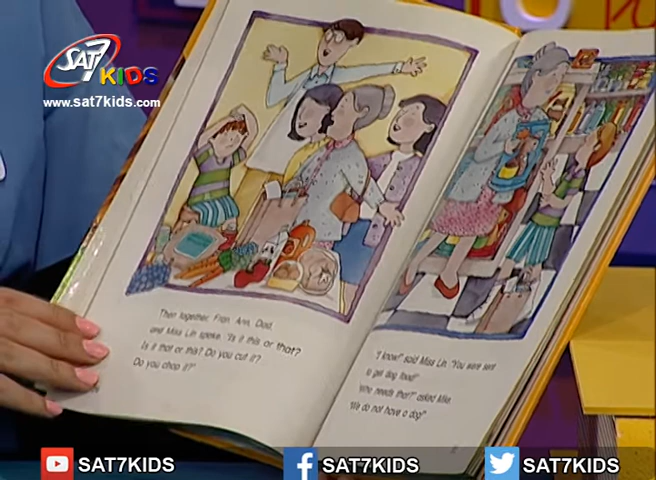 SAT7
KIDS
www.sat7kids.com
Then together, Fran, Ann, Dad,
and Miss Lin spoke. "Is it this or that?
Is it that or this? Do you cut it?
Do you chop it?"
"I know!" said Miss Lin. "You were sent
to get dog food!"
"Who needs that?" asked Mike.
"We do not have a dog!"
SAT7KIDS
SAT7KIDS
SAT7KIDS